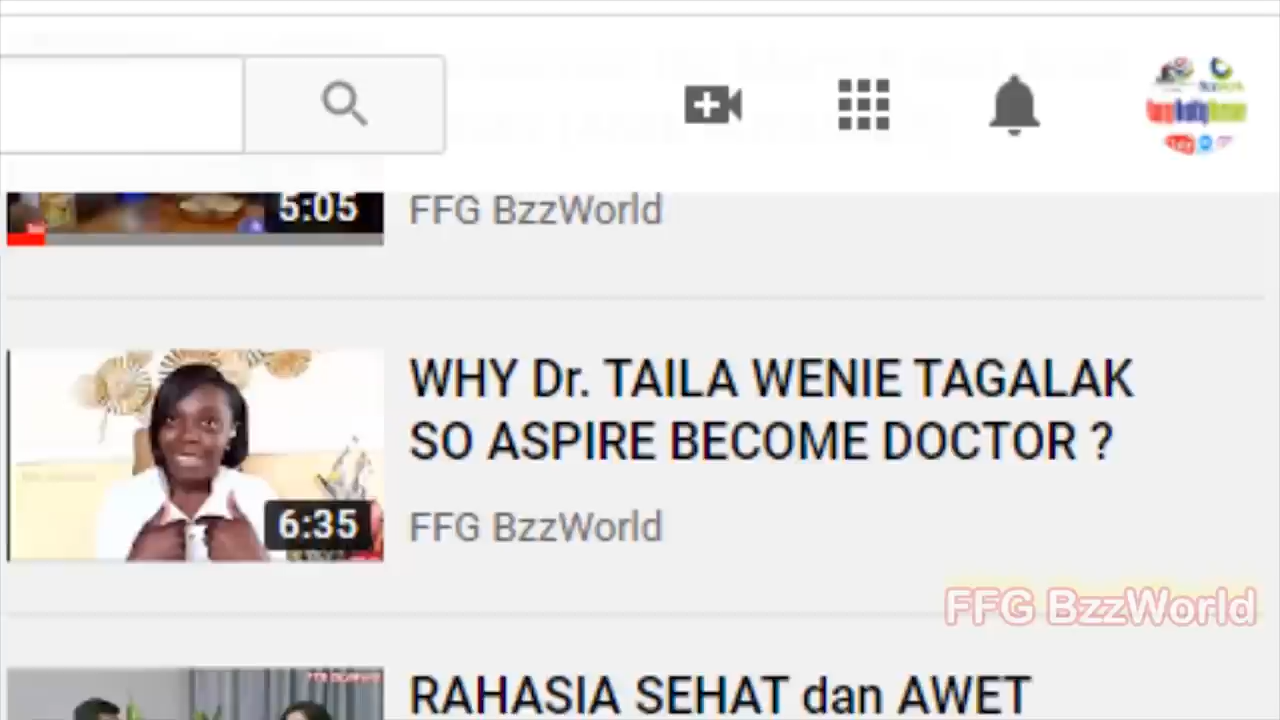 5:05
FFG BzzWorld
WHY Dr. TAILA WENIE TAGALAK
SO ASPIRE BECOME DOCTOR ?
6:35
FFG BzzWorld
FFG BzzWorld
RAHASIA SEHAT dan AWET